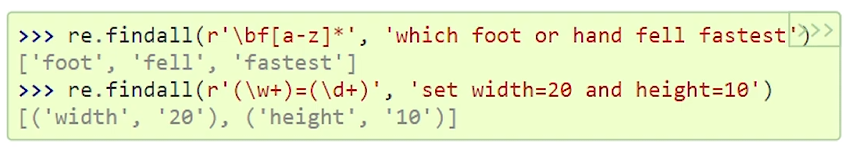 >>> re.findall(r'\bf[a-z]*', 'which foot or hand fell fastest')
>>>
['foot', 'fell', 'fastest']
>>> re.findall(r'(\w+)=(\d+)', 'set width=20 and height=10')
[('width', '20'), ('height', '10')]